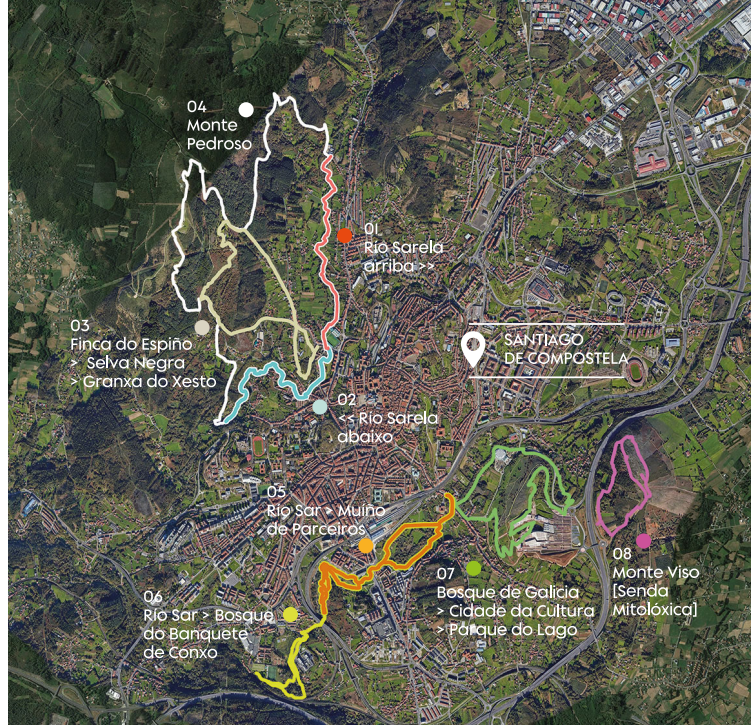 04
Monte
Pedroso
01.
Río Sarela
arriba >>
03
Finca do Espiño
> Selva Negra
> Granxa do Xesto
SANTIAGO
DE COMPOSTELA
02
<< Río Sarela
abaixo
05
Río Sar > Muíño
de Parceiros
06
Río Sar > Bosque
do Banquete
de Conxo
07
Bosque de Galicia
> Cidade da Cultura
> Parque do Lago
08
Monte Viso
[Senda
Mitolóxica]